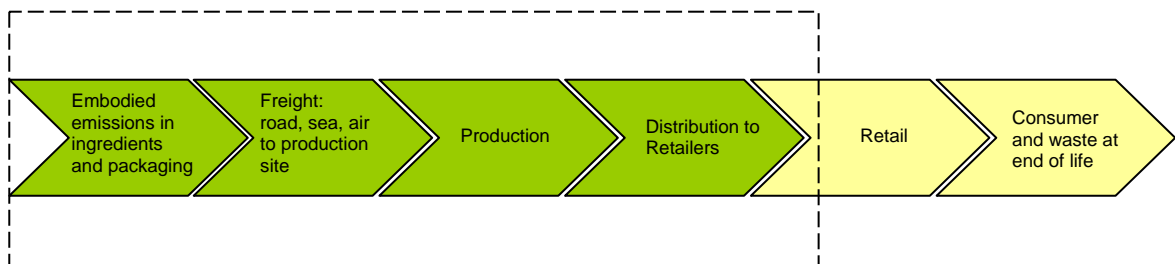 Embodied
emissions in
ingredients
and packaging
Freight:
road, sea, air
to production
site
Production
Distribution to
Retailers
Retail
Consumer
and waste at
end of life